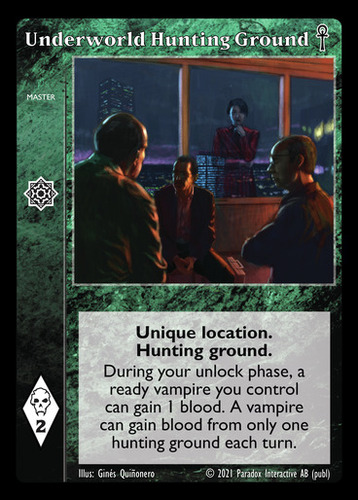 Underworld Hunting Ground
MASTER
Unique location.
Hunting ground.
During your unlock phase, a
ready vampire you control
can gain 1 blood. A vampire
can gain blood from only one
hunting ground each turn.
2
Illus: Ginés Quiñonero © 2021 Paradox Interactive AB (publ)